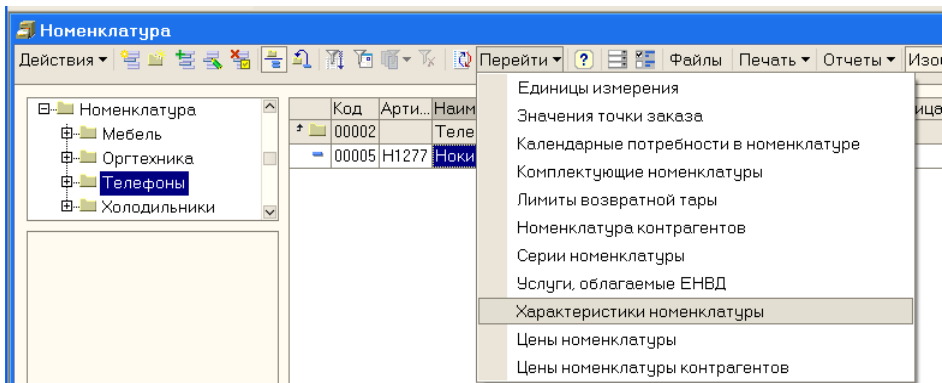 Номенклатура
Действия Перейти ? Файлы Печать Отчеты
Номенклатура
Мебель
Оргтехника
Телефоны
Холодильники
Код Арти...
00002
00005 Н1277
Единицы измерения
Значения точки заказа
Календарные потребности в номенклатуре
Комплектующие номенклатуры
Лимиты возвратной тары
Номенклатура контрагентов
Серии номенклатуры
Услуги, облагаемые ЕНВД
Характеристики номенклатуры
Цены номенклатуры
Цены номенклатуры контрагентов